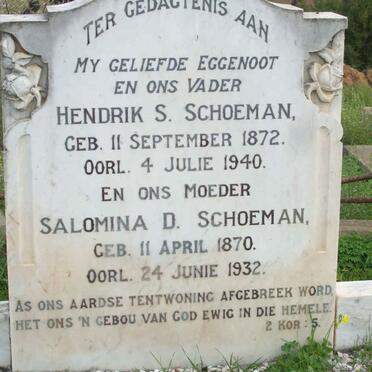 TER GEDAGTENIS AAN
MY GELIEFDE EGGENOOT
EN ONS VADER
HENDRIK S. SCHOEMAN,
GEB. 11 SEPTEMBER 1872.
OORL. 4 JULIE 1940.
EN ONS MOEDER
SALOMINA D. SCHOEMAN,
GEB. 11 APRIL 1870.
OORL. 24 JUNIE 1932.
AS ONS AARDSE TENTWONING AFGEBREEK WORD,
HET ONS 'N GEBOU VAN GOD EWIG IN DIE HEMELE.
2 KOR: 5.